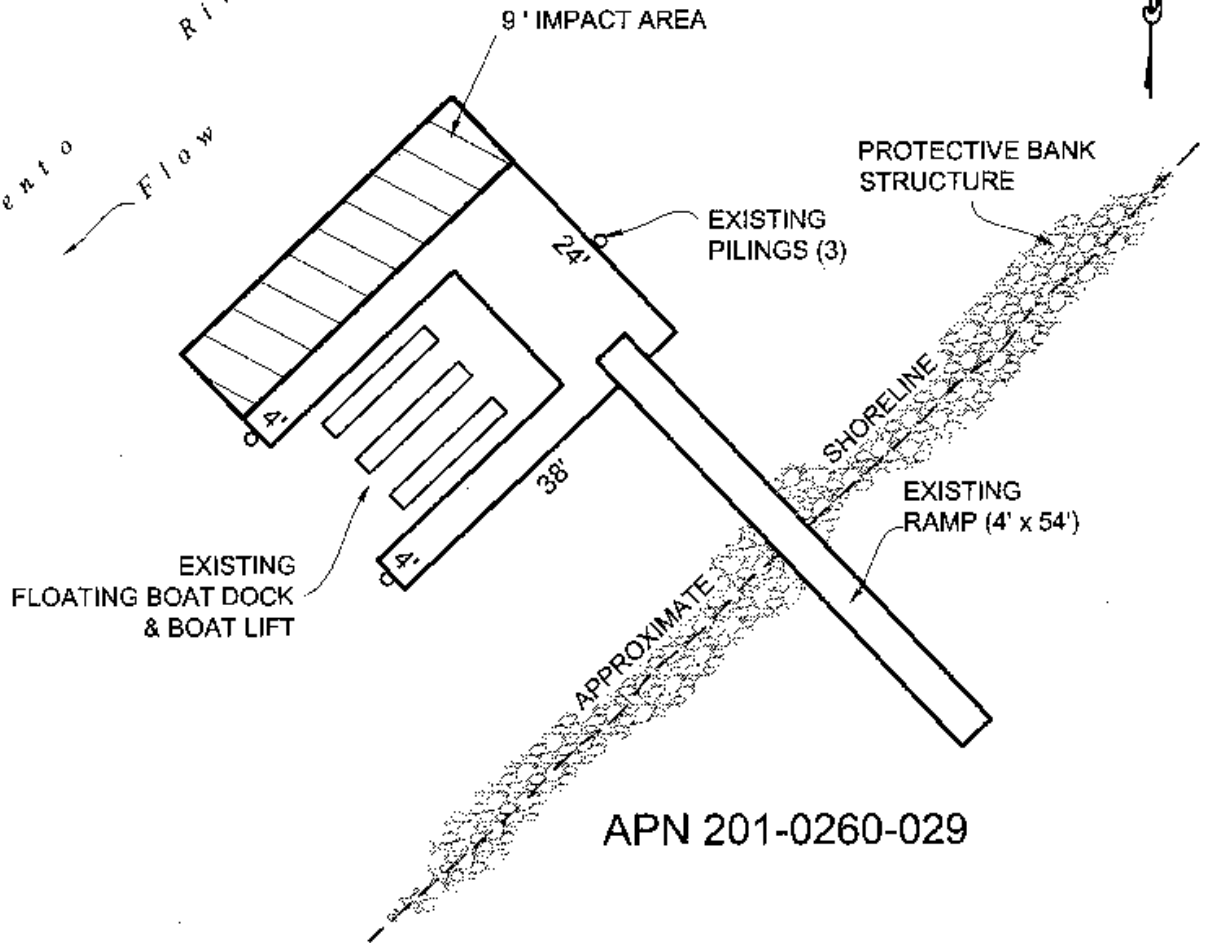 9 ' IMPACT AREA
Flow
PROTECTIVE BANK
STRUCTURE
EXISTING
PILINGS (3)
24'
4'
SHORELINE
38'
EXISTING
RAMP (4' x 54')
4'
EXISTING
FLOATING BOAT DOCK
& BOAT LIFT
APPROXIMATE
APN 201-0260-029